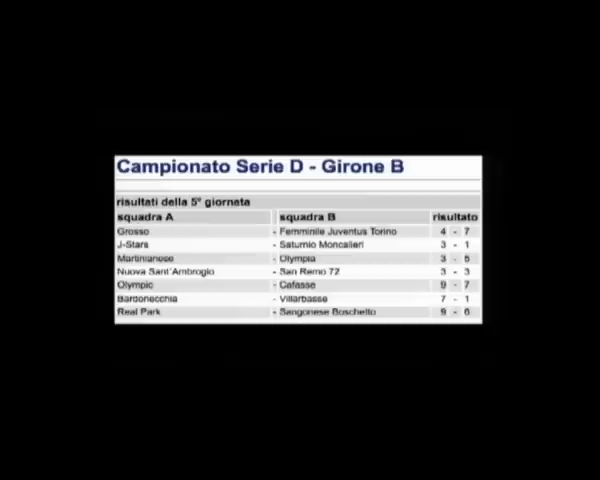 Campionato Serie D - Girone B
risultati della 5° giornata
squadra A squadra B risultato
Grosso - Femminile Juventus Torino 4 - 7
J-Stars - Saturnio Moncalieri 3 - 1
Martinianese - Olympia 3 - 5
Nuova Sant'Ambrogio - San Remo 72 3 - 3
Olympic - Cafasse 9 - 7
Bardonecchia - Villarbasse 7 - 1
Real Park - Sangonese Boschetto 9 - 6